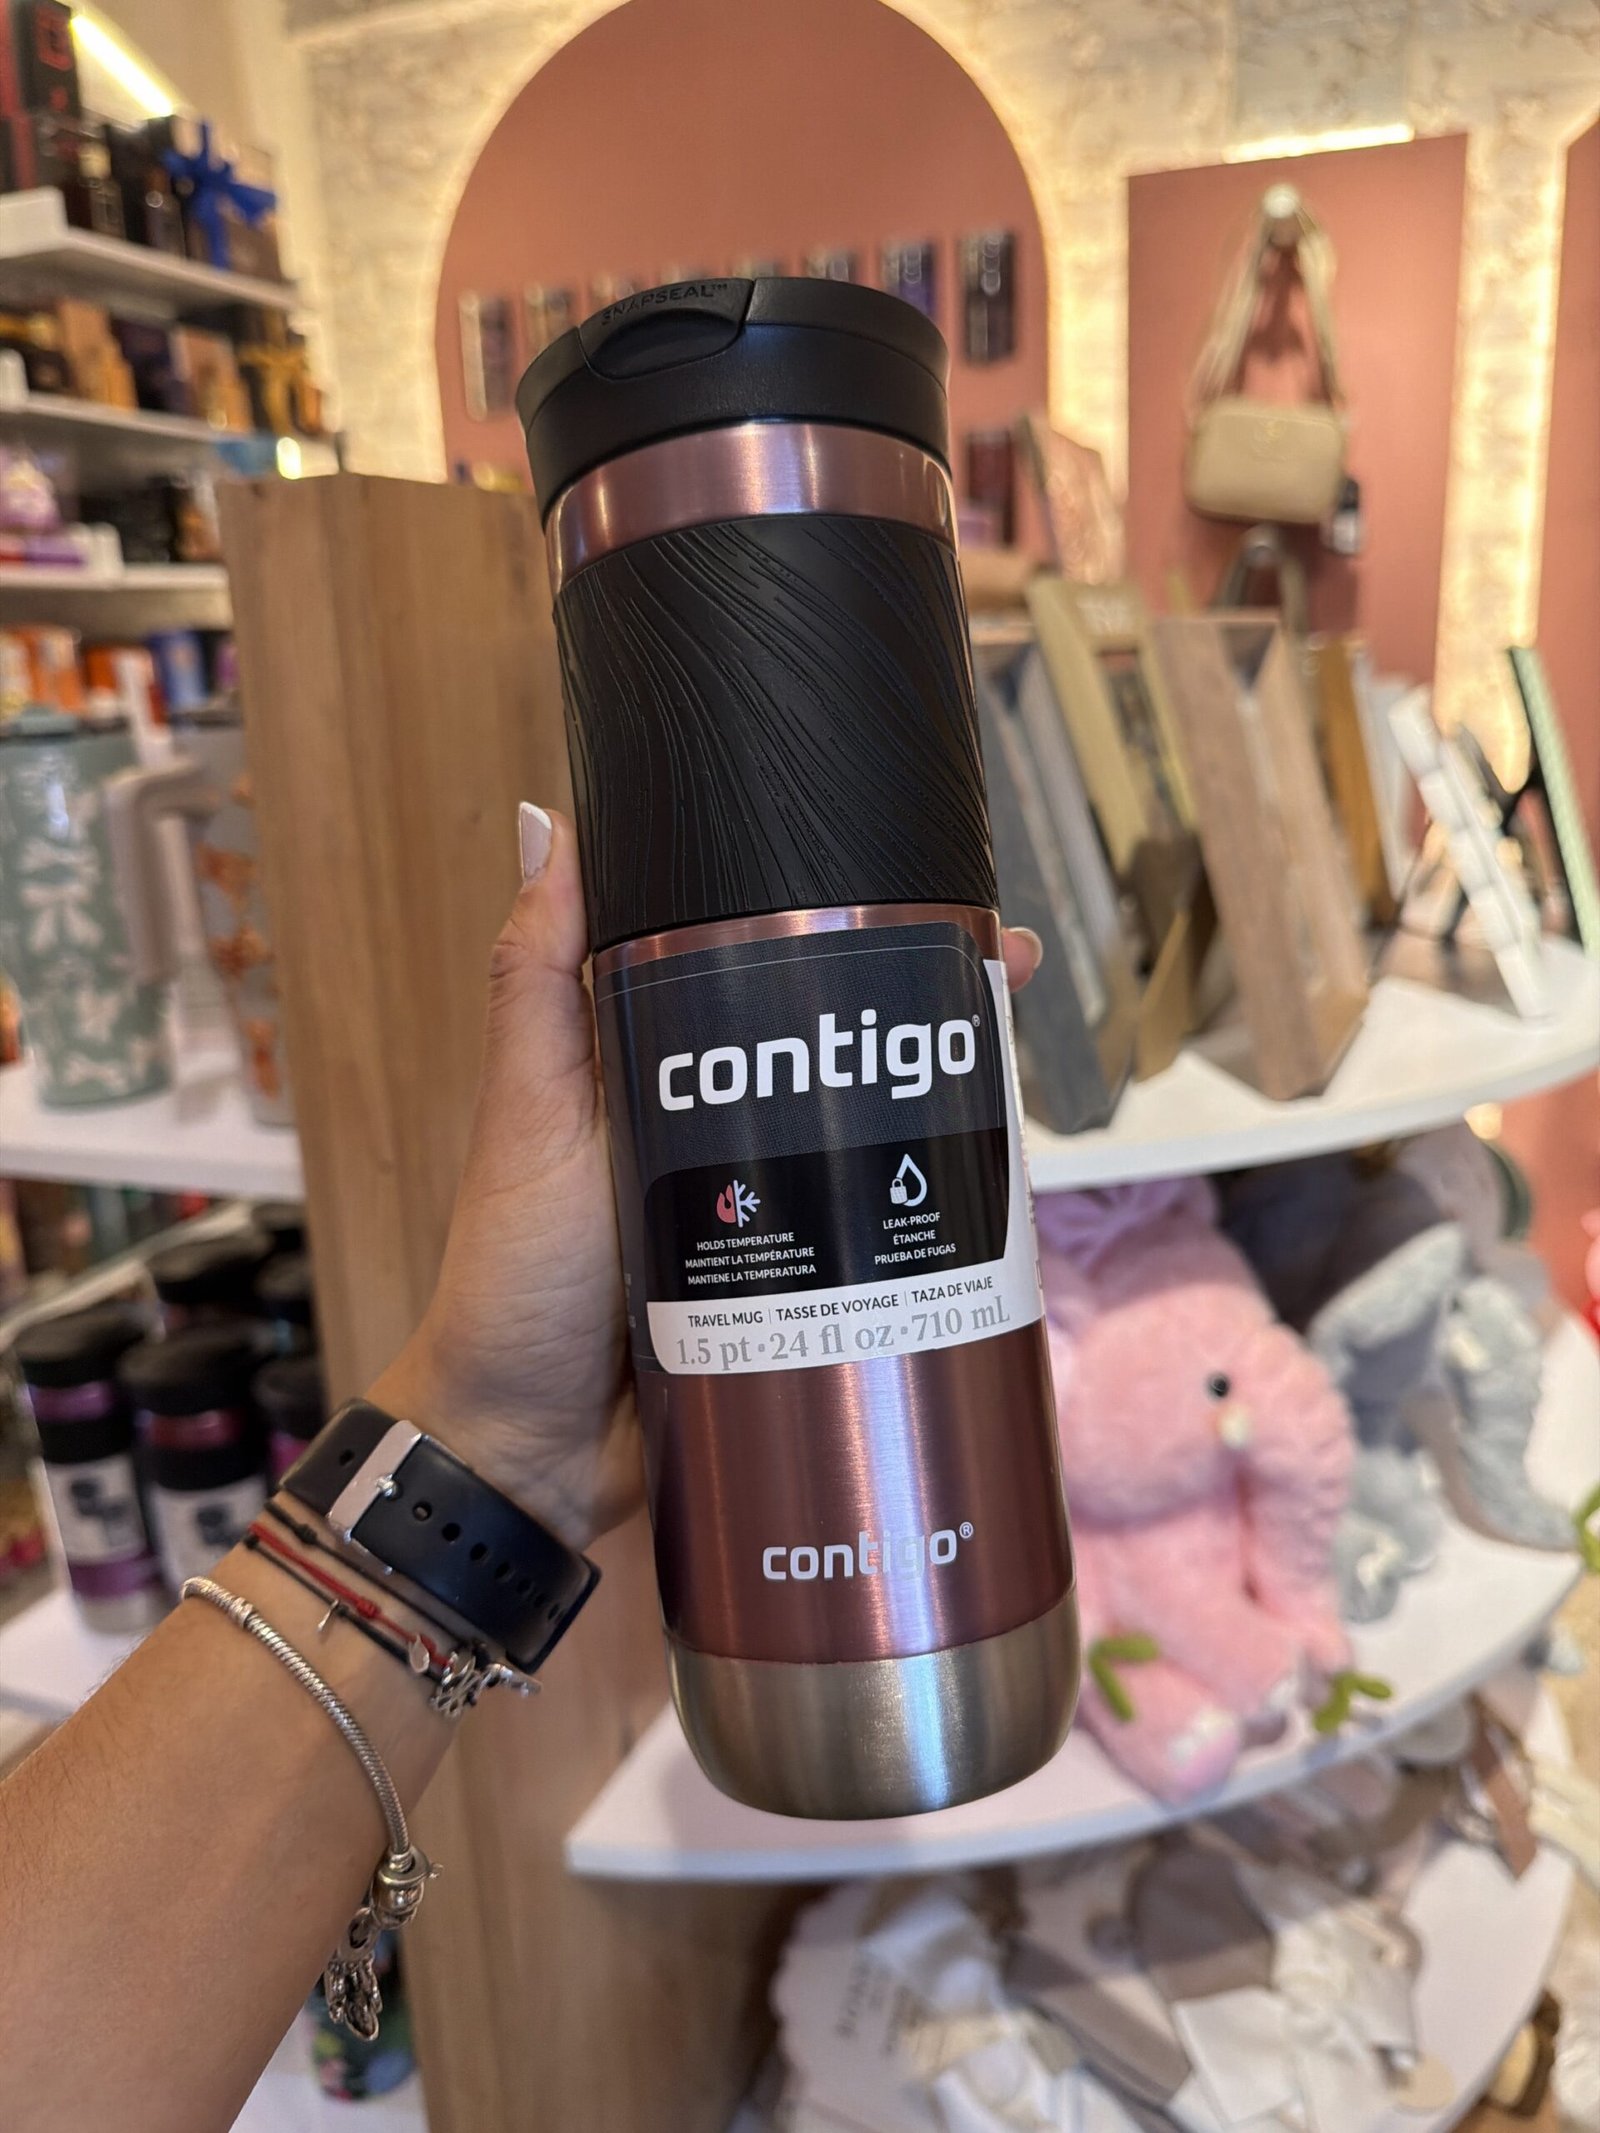 SNAPSEAL™
contigo®
HOLDS TEMPERATURE
MAINTIENT LA TEMPÉRATURE
MANTIENE LA TEMPERATURA
LEAK-PROOF
ÉTANCHE
PRUEBA DE FUGAS
TRAVEL MUG | TASSE DE VOYAGE | TAZA DE VIAJE
1.5 pt·24 fl oz·710 mL
contigo®